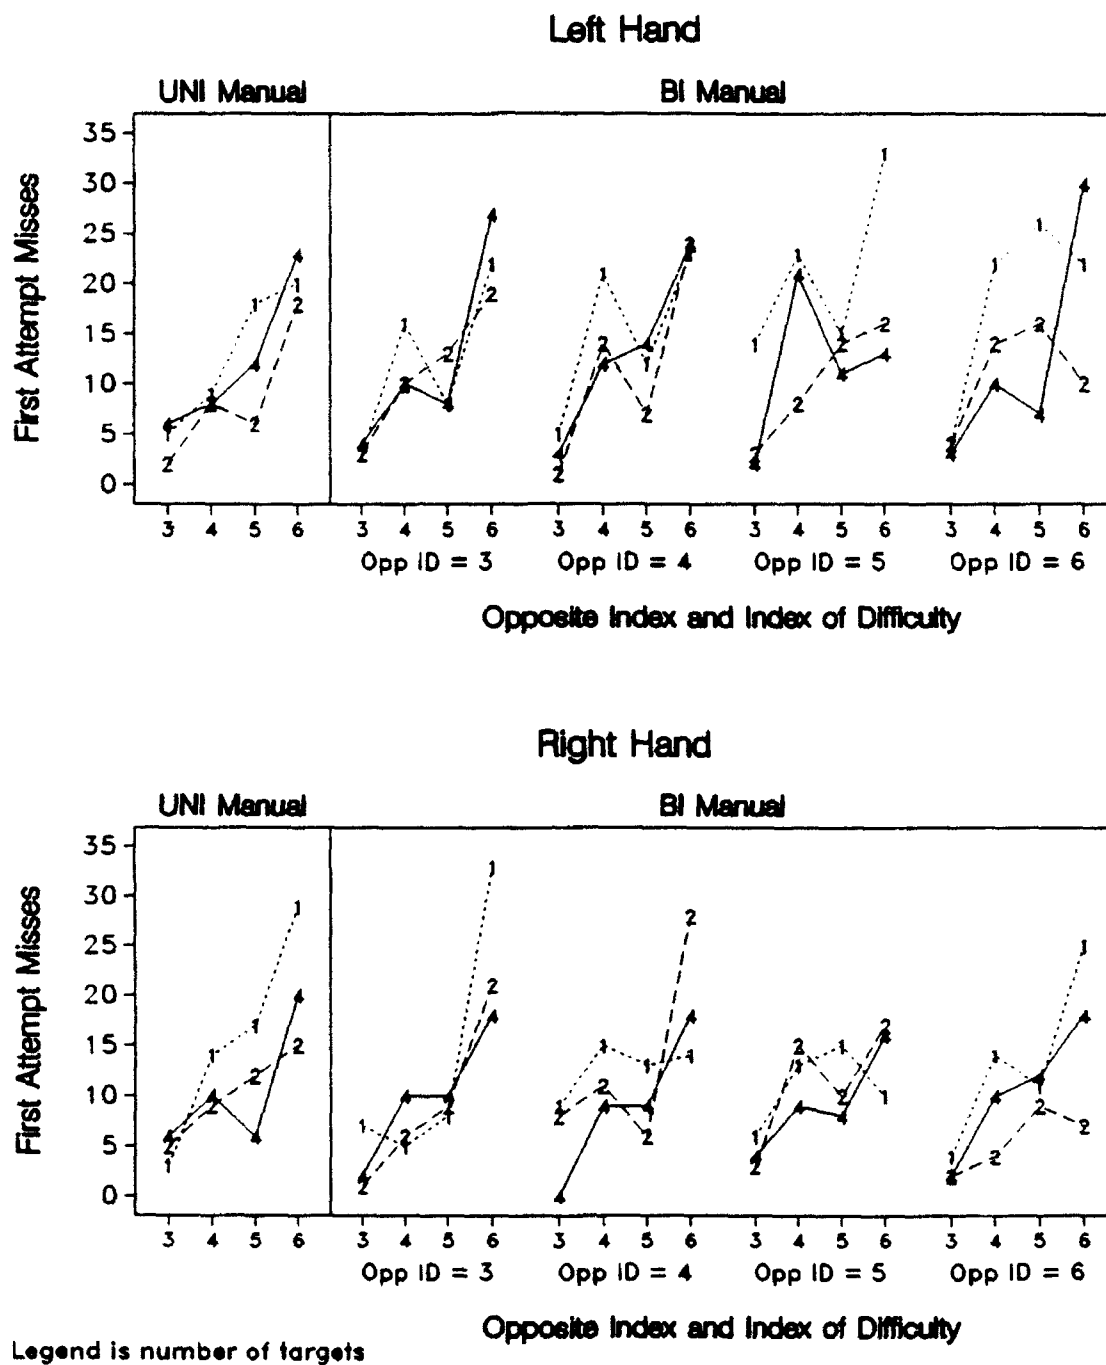 Left Hand
UNI Manual BI Manual
First Attempt Misses
35
30
25
20
15
10
5
0
3 4 5 6 3 4 5 6 3 4 5 6 3 4 5 6 3 4 5 6
Opp ID = 3 Opp ID = 4 Opp ID = 5 Opp ID = 6
Opposite Index and Index of Difficulty
Right Hand
UNI Manual BI Manual
First Attempt Misses
35
30
25
20
15
10
5
0
3 4 5 6 3 4 5 6 3 4 5 6 3 4 5 6 3 4 5 6
Opp ID = 3 Opp ID = 4 Opp ID = 5 Opp ID = 6
Opposite Index and Index of Difficulty
Legend is number of targets